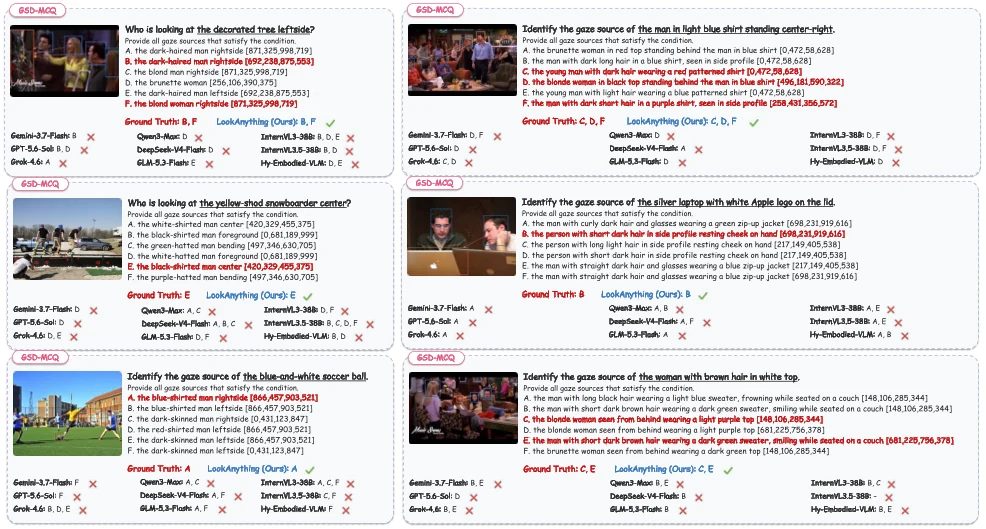 GSD-MCQ
Who is looking at the decorated tree leftside?
Provide all gaze sources that satisfy the condition.
A. the dark-haired man rightside [871,325,998,719]
B. the dark-haired man rightside [692,238,875,553]
C. the blond man rightside [871,325,998,719]
D. the brunette woman [256,106,390,375]
E. the dark-haired man leftside [692,238,875,553]
F. the blond woman rightside [871,325,998,719]
Ground Truth: B, F LookAnything (Ours): B, F
Gemini-3.7-Flash: B Qwen3-Max: D InternVL3-38B: B, D, E
GPT-5.6-Sol: B, D DeepSeek-V4-Flash: D InternVL3.5-38B: B, D
Grok-4.6: A GLM-5.3-Flash: E Hy-Embodied-VLM: D, E
GSD-MCQ
Identify the gaze source of the man in light blue shirt standing center-right.
Provide all gaze sources that satisfy the condition.
A. the brunette woman in red top standing behind the man in blue shirt [0,472,58,628]
B. the man with dark long hair in a blue shirt, seen in side profile [0,472,58,628]
C. the young man with dark hair wearing a red patterned shirt [0,472,58,628]
D. the blonde woman in black top standing behind the man in blue shirt [496,181,590,322]
E. the young man with light hair wearing a blue patterned shirt [0,472,58,628]
F. the man with dark short hair in a purple shirt, seen in side profile [258,431,356,572]
Ground Truth: C, D, F LookAnything (Ours): C, D, F
Gemini-3.7-Flash: D, F Qwen3-Max: D InternVL3-38B: D, F
GPT-5.6-Sol: D DeepSeek-V4-Flash: A InternVL3.5-38B: D, F
Grok-4.6: C, D GLM-5.3-Flash: D Hy-Embodied-VLM: D
GSD-MCQ
Who is looking at the yellow-shod snowboarder center?
Provide all gaze sources that satisfy the condition.
A. the white-shirted man center [420,329,455,375]
B. the black-shirted man foreground [0,681,189,999]
C. the green-hatted man bending [497,346,630,705]
D. the white-hatted man foreground [0,681,189,999]
E. the black-shirted man center [420,329,455,375]
F. the purple-hatted man bending [497,346,630,705]
Ground Truth: E LookAnything (Ours): E
Gemini-3.7-Flash: D Qwen3-Max: A, C InternVL3-38B: D, F
GPT-5.6-Sol: D DeepSeek-V4-Flash: A, B, C InternVL3.5-38B: B, C, D, F
Grok-4.6: D, E GLM-5.3-Flash: D, F Hy-Embodied-VLM: B, D
GSD-MCQ
Identify the gaze source of the silver laptop with white Apple logo on the lid.
Provide all gaze sources that satisfy the condition.
A. the man with curly dark hair and glasses wearing a green zip-up jacket [698,231,919,616]
B. the person with short dark hair in side profile resting cheek on hand [698,231,919,616]
C. the person with long light hair in side profile resting cheek on hand [217,149,405,538]
D. the person with short dark hair in side profile resting cheek on hand [217,149,405,538]
E. the man with straight dark hair and glasses wearing a blue zip-up jacket [217,149,405,538]
F. the man with straight dark hair and glasses wearing a blue zip-up jacket [698,231,919,616]
Ground Truth: B LookAnything (Ours): B
Gemini-3.7-Flash: A Qwen3-Max: A, B InternVL3-38B: A, E
GPT-5.6-Sol: A DeepSeek-V4-Flash: A, F InternVL3.5-38B: A, E
Grok-4.6: A GLM-5.3-Flash: A Hy-Embodied-VLM: A, B
GSD-MCQ
Identify the gaze source of the blue-and-white soccer ball.
Provide all gaze sources that satisfy the condition.
A. the blue-shirted man rightside [866,457,903,521]
B. the blue-shirted man leftside [866,457,903,521]
C. the dark-skinned man rightside [0,431,123,847]
D. the red-shirted man leftside [866,457,903,521]
E. the dark-skinned man leftside [866,457,903,521]
F. the dark-skinned man leftside [0,431,123,847]
Ground Truth: A LookAnything (Ours): A
Gemini-3.7-Flash: F Qwen3-Max: A, C InternVL3-38B: A, C, F
GPT-5.6-Sol: F DeepSeek-V4-Flash: A, F InternVL3.5-38B: C, F
Grok-4.6: B, D, E GLM-5.3-Flash: A, F Hy-Embodied-VLM: F
GSD-MCQ
Identify the gaze source of the woman with brown hair in white top.
Provide all gaze sources that satisfy the condition.
A. the man with long black hair wearing a light blue sweater, frowning while seated on a couch [148,106,285,344]
B. the man with short dark brown hair wearing a dark green sweater, smiling while seated on a couch [148,106,285,344]
C. the blonde woman seen from behind wearing a light purple top [148,106,285,344]
D. the blonde woman seen from behind wearing a light purple top [681,225,756,378]
E. the man with short dark brown hair wearing a dark green sweater, smiling while seated on a couch [681,225,756,378]
F. the brunette woman seen from behind wearing a dark green top [148,106,285,344]
Ground Truth: C, E LookAnything (Ours): C, E
Gemini-3.7-Flash: B, E Qwen3-Max: B, E InternVL3-38B: B, C
GPT-5.6-Sol: D DeepSeek-V4-Flash: B InternVL3.5-38B: -
Grok-4.6: B, E GLM-5.3-Flash: B Hy-Embodied-VLM: B, E